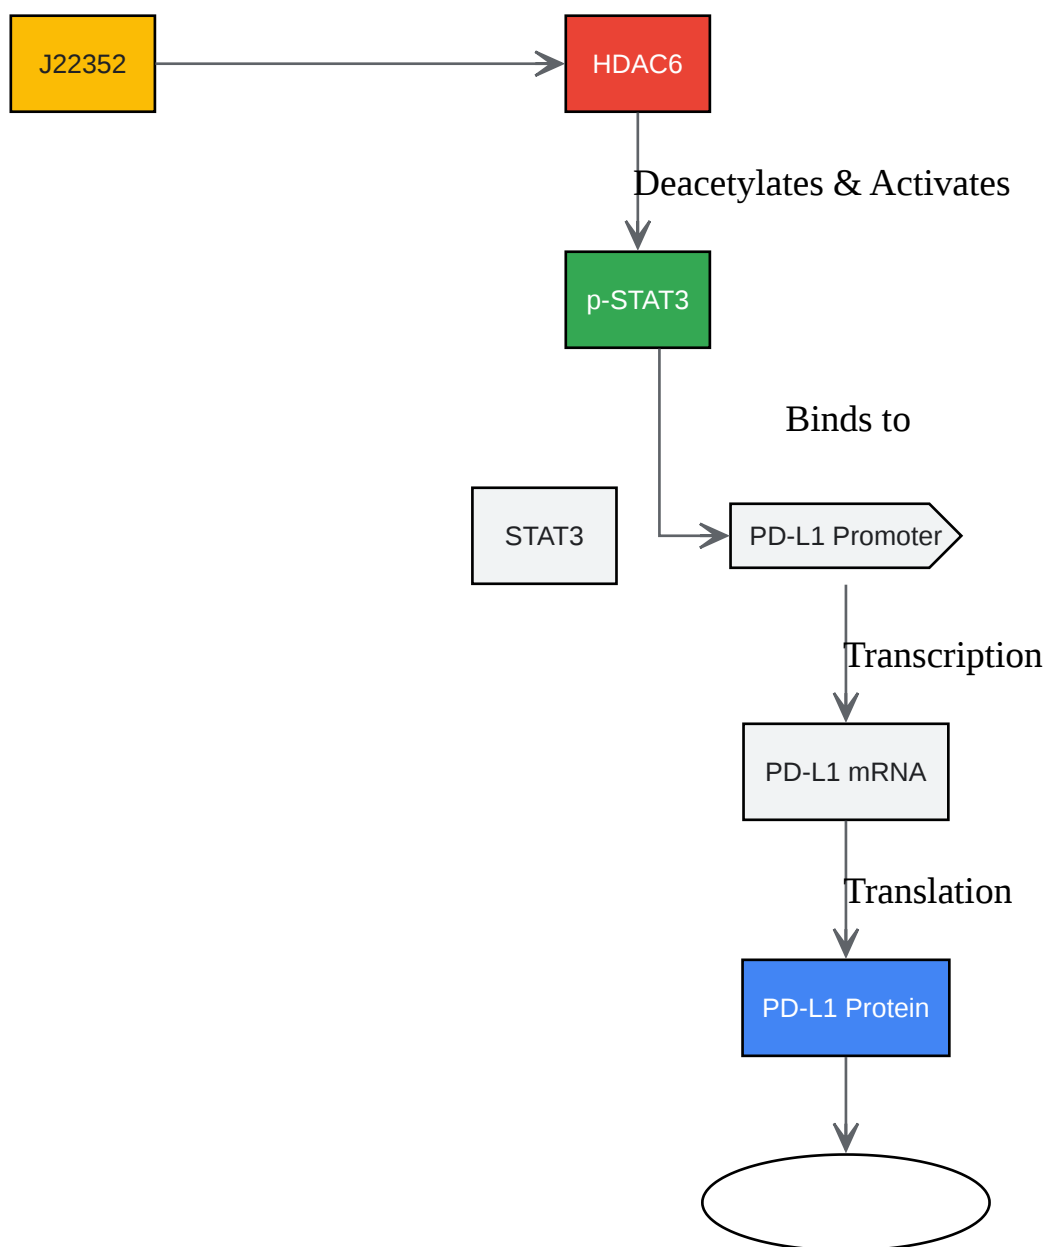 J22352
HDAC6
Deacetylates & Activates
p-STAT3
Binds to
STAT3
PD-L1 Promoter
Transcription
PD-L1 mRNA
Translation
PD-L1 Protein